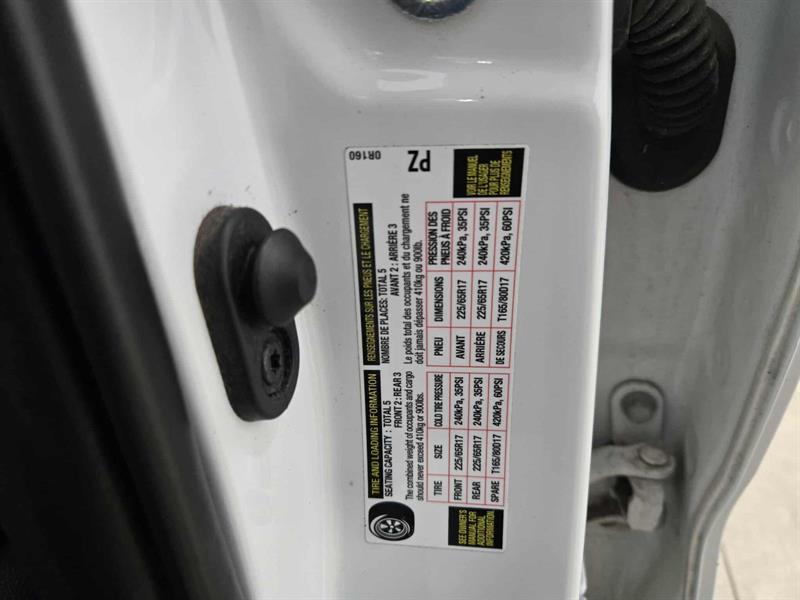 TIRE AND LOADING INFORMATION
SEATING CAPACITY : TOTAL 5
FRONT 2 : REAR 3
The combined weight of occupants and cargo
should never exceed 410kg or 900lbs.
TIRE SIZE COLD TIRE PRESSURE
FRONT 225/65R17 240kPa, 35PSI
REAR 225/65R17 240kPa, 35PSI
SPARE T165/80D17 420kPa, 60PSI
SEE OWNER'S
MANUAL FOR
ADDITIONAL
INFORMATION
RENSEIGNEMENTS SUR LES PNEUS ET LE CHARGEMENT
NOMBRE DE PLACES: TOTAL 5
AVANT 2 : ARRIÈRE 3
Le poids total des occupants et du chargement ne
doit jamais dépasser 410kg ou 900lb.
PNEU DIMENSIONS PRESSION DES
PNEUS À FROID
AVANT 225/65R17 240kPa, 35PSI
ARRIÈRE 225/65R17 240kPa, 35PSI
DE SECOURS T165/80D17 420kPa, 60PSI
VOIR LE MANUEL
DE L'USAGER
POUR PLUS DE
RENSEIGNEMENTS
0R160
PZ